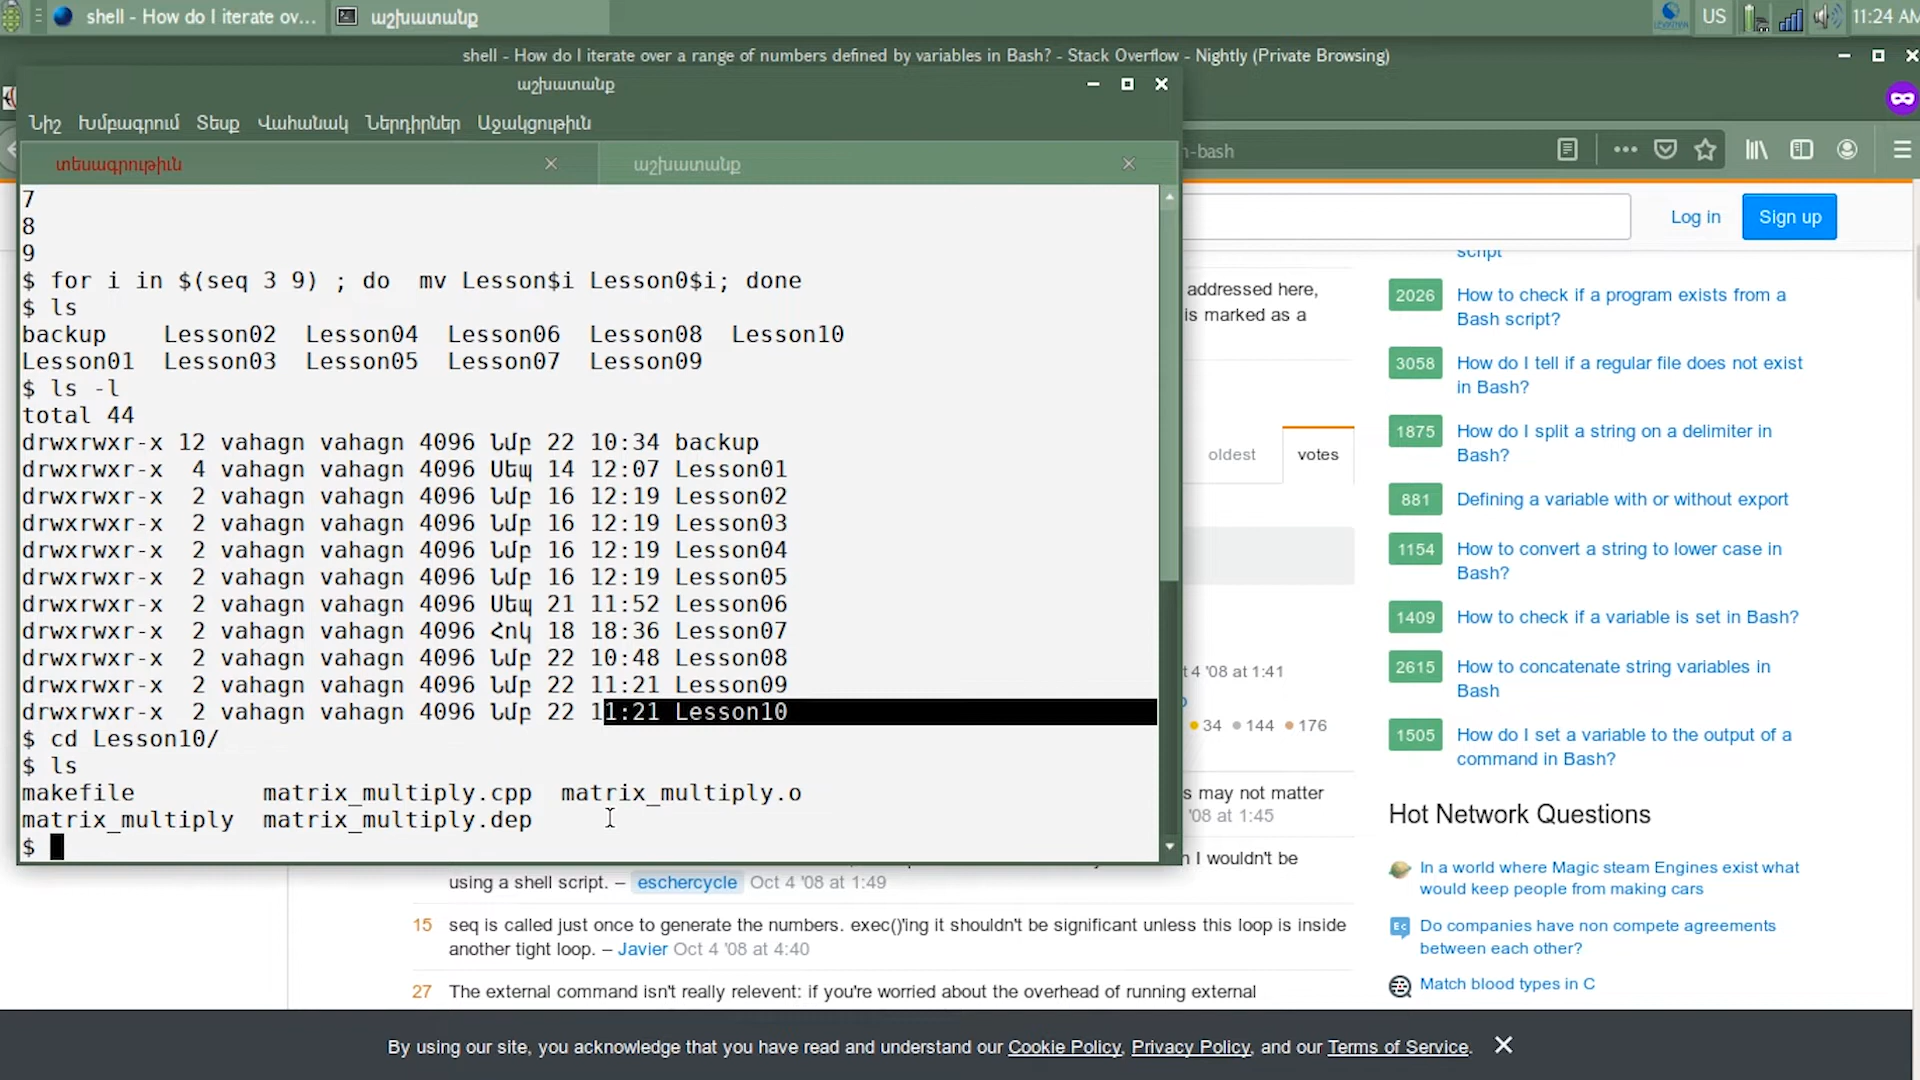 shell - How do I iterate ov...
աշխատանք
US
11:24 AM
shell - How do I iterate over a range of numbers defined by variables in Bash? - Stack Overflow - Nightly (Private Browsing)
աշխատանք
Նիշ Խմբագրում Տեսք Վահանակ Ներդիրներ Աջակցութիւն
տեսագրութիւն
աշխատանք
n-bash
7
8
9
$ for i in $(seq 3 9) ; do  mv Lesson$i Lesson0$i; done
$ ls
backup    Lesson02  Lesson04  Lesson06  Lesson08  Lesson10
Lesson01  Lesson03  Lesson05  Lesson07  Lesson09
$ ls -l
total 44
drwxrwxr-x 12 vahagn vahagn 4096 Նմբ 22 10:34 backup
drwxrwxr-x  4 vahagn vahagn 4096 Սեպ 14 12:07 Lesson01
drwxrwxr-x  2 vahagn vahagn 4096 Նմբ 16 12:19 Lesson02
drwxrwxr-x  2 vahagn vahagn 4096 Նմբ 16 12:19 Lesson03
drwxrwxr-x  2 vahagn vahagn 4096 Նմբ 16 12:19 Lesson04
drwxrwxr-x  2 vahagn vahagn 4096 Նմբ 16 12:19 Lesson05
drwxrwxr-x  2 vahagn vahagn 4096 Սեպ 21 11:52 Lesson06
drwxrwxr-x  2 vahagn vahagn 4096 Հոկ 18 18:36 Lesson07
drwxrwxr-x  2 vahagn vahagn 4096 Նմբ 22 10:48 Lesson08
drwxrwxr-x  2 vahagn vahagn 4096 Նմբ 22 11:21 Lesson09
drwxrwxr-x  2 vahagn vahagn 4096 Նմբ 22 11:21 Lesson10
$ cd Lesson10/
$ ls
makefile         matrix_multiply.cpp  matrix_multiply.o
matrix_multiply  matrix_multiply.dep
$
Log in
Sign up
addressed here,
is marked as a
oldest
votes
t 4 '08 at 1:41
34 144 176
s may not matter
'08 at 1:45
n I wouldn't be
using a shell script. – eschercycle Oct 4 '08 at 1:49
15 seq is called just once to generate the numbers. exec()'ing it shouldn't be significant unless this loop is inside
another tight loop. – Javier Oct 4 '08 at 4:40
27 The external command isn't really relevent: if you're worried about the overhead of running external
script
2026 How to check if a program exists from a
Bash script?
3058 How do I tell if a regular file does not exist
in Bash?
1875 How do I split a string on a delimiter in
Bash?
881 Defining a variable with or without export
1154 How to convert a string to lower case in
Bash?
1409 How to check if a variable is set in Bash?
2615 How to concatenate string variables in
Bash
1505 How do I set a variable to the output of a
command in Bash?
Hot Network Questions
In a world where Magic steam Engines exist what
would keep people from making cars
Do companies have non compete agreements
between each other?
Match blood types in C
By using our site, you acknowledge that you have read and understand our Cookie Policy, Privacy Policy, and our Terms of Service.